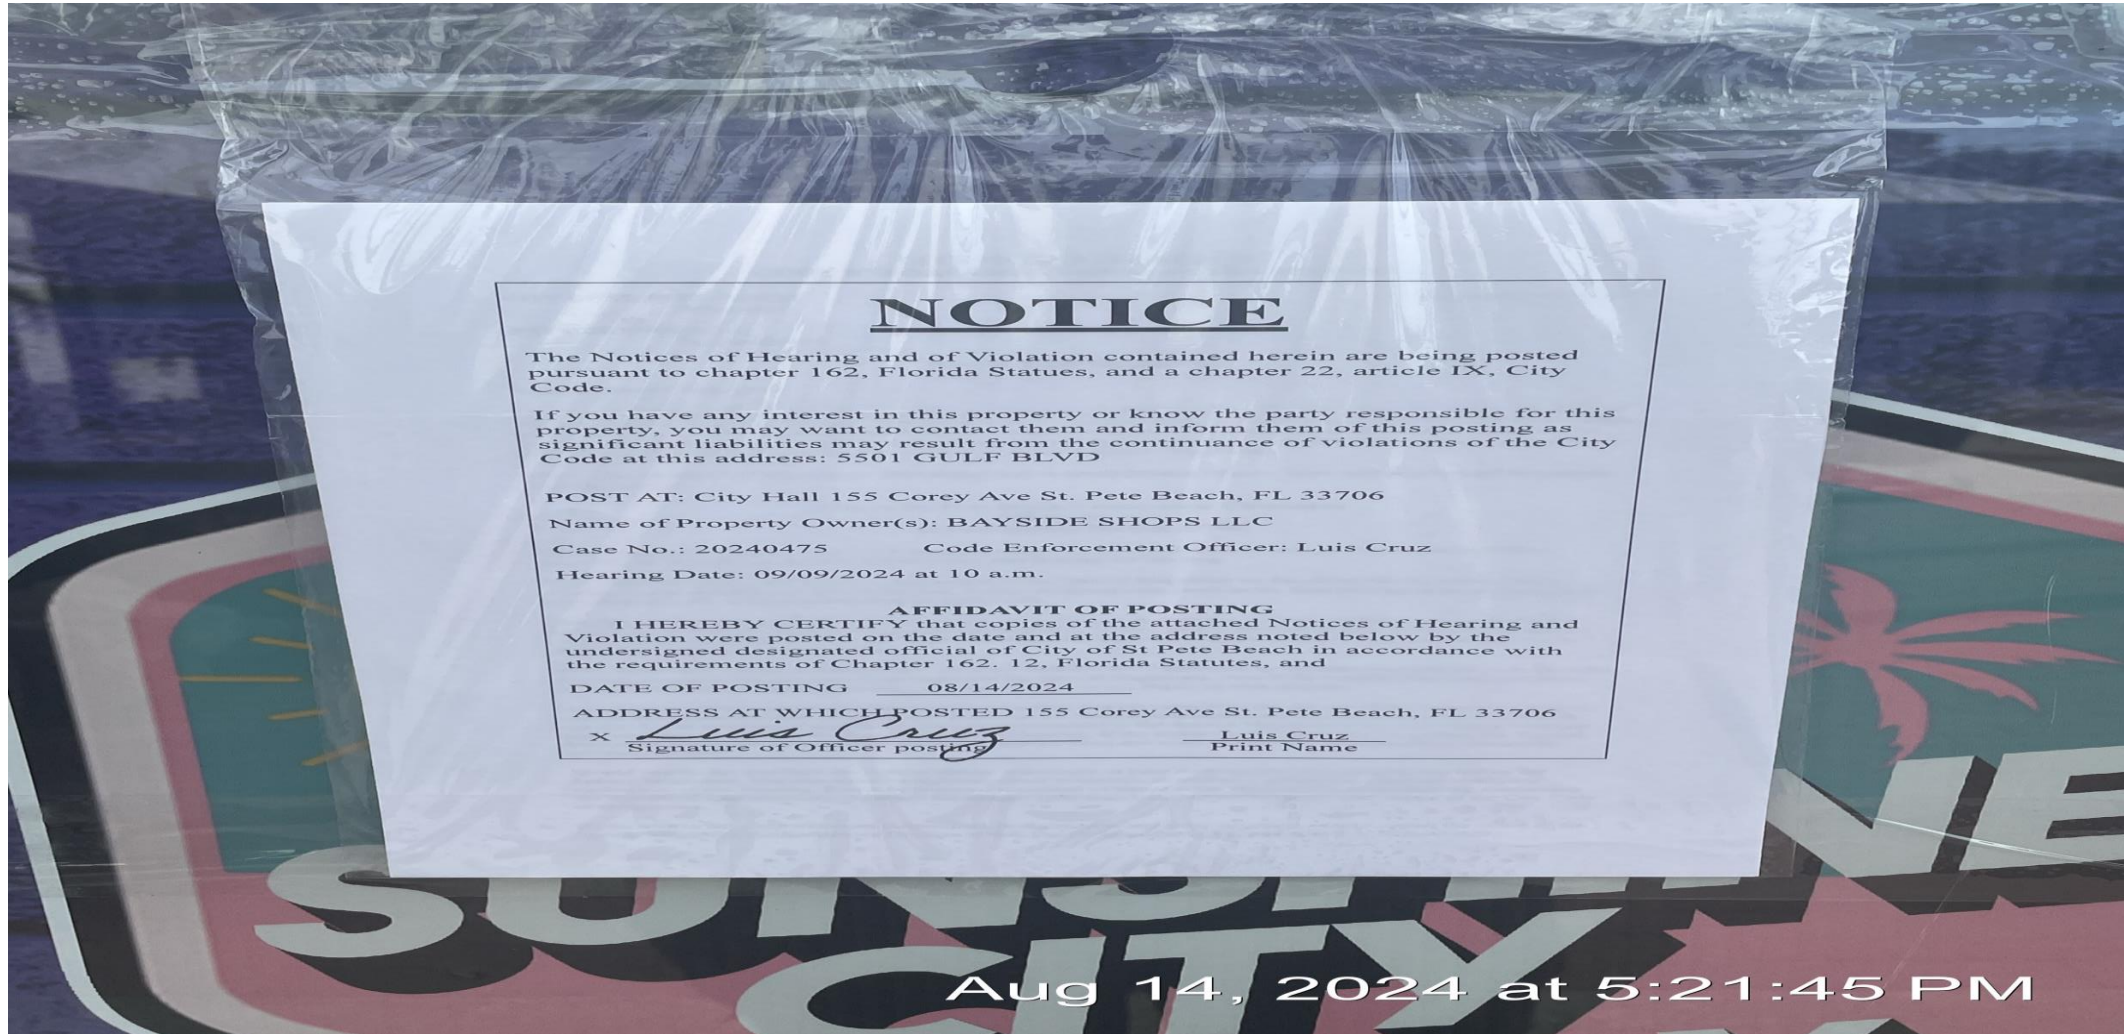 NOTICE
The Notices of Hearing and of Violation contained herein are being posted
pursuant to chapter 162, Florida Statues, and a chapter 22, article IX, City
Code.
If you have any interest in this property or know the party responsible for this
property, you may want to contact them and inform them of this posting as
significant liabilities may result from the continuance of violations of the City
Code at this address: 5501 GULF BLVD
POST AT: City Hall 155 Corey Ave St. Pete Beach, FL 33706
Name of Property Owner(s): BAYSIDE SHOPS LLC
Case No.: 20240475 Code Enforcement Officer: Luis Cruz
Hearing Date: 09/09/2024 at 10 a.m.
AFFIDAVIT OF POSTING
I HEREBY CERTIFY that copies of the attached Notices of Hearing and
Violation were posted on the date and at the address noted below by the
undersigned designated official of City of St Pete Beach in accordance with
the requirements of Chapter 162. 12, Florida Statutes, and
DATE OF POSTING 08/14/2024
ADDRESS AT WHICH POSTED 155 Corey Ave St. Pete Beach, FL 33706
X Luis Cruz Luis Cruz
Signature of Officer posting Print Name
SUNSHINE
CITY
Aug 14, 2024 at 5:21:45 PM